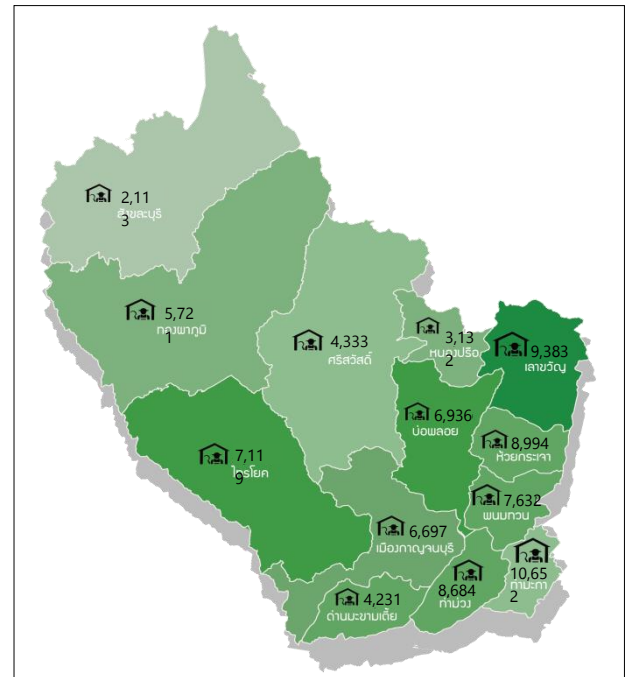 2,11
3
สังขละบุรี
5,72
1
ทองผาภูมิ
4,333
ศรีสวัสดิ์
3,13
2
หนองปรือ
9,383
เลาขวัญ
6,936
บ่อพลอย
8,994
ห้วยกระเจา
7,11
9
ไทรโยค
7,632
พนมทวน
6,697
เมืองกาญจนบุรี
10,65
2
ท่ามะกา
8,684
ท่าม่วง
4,231
ด่านมะขามเตี้ย